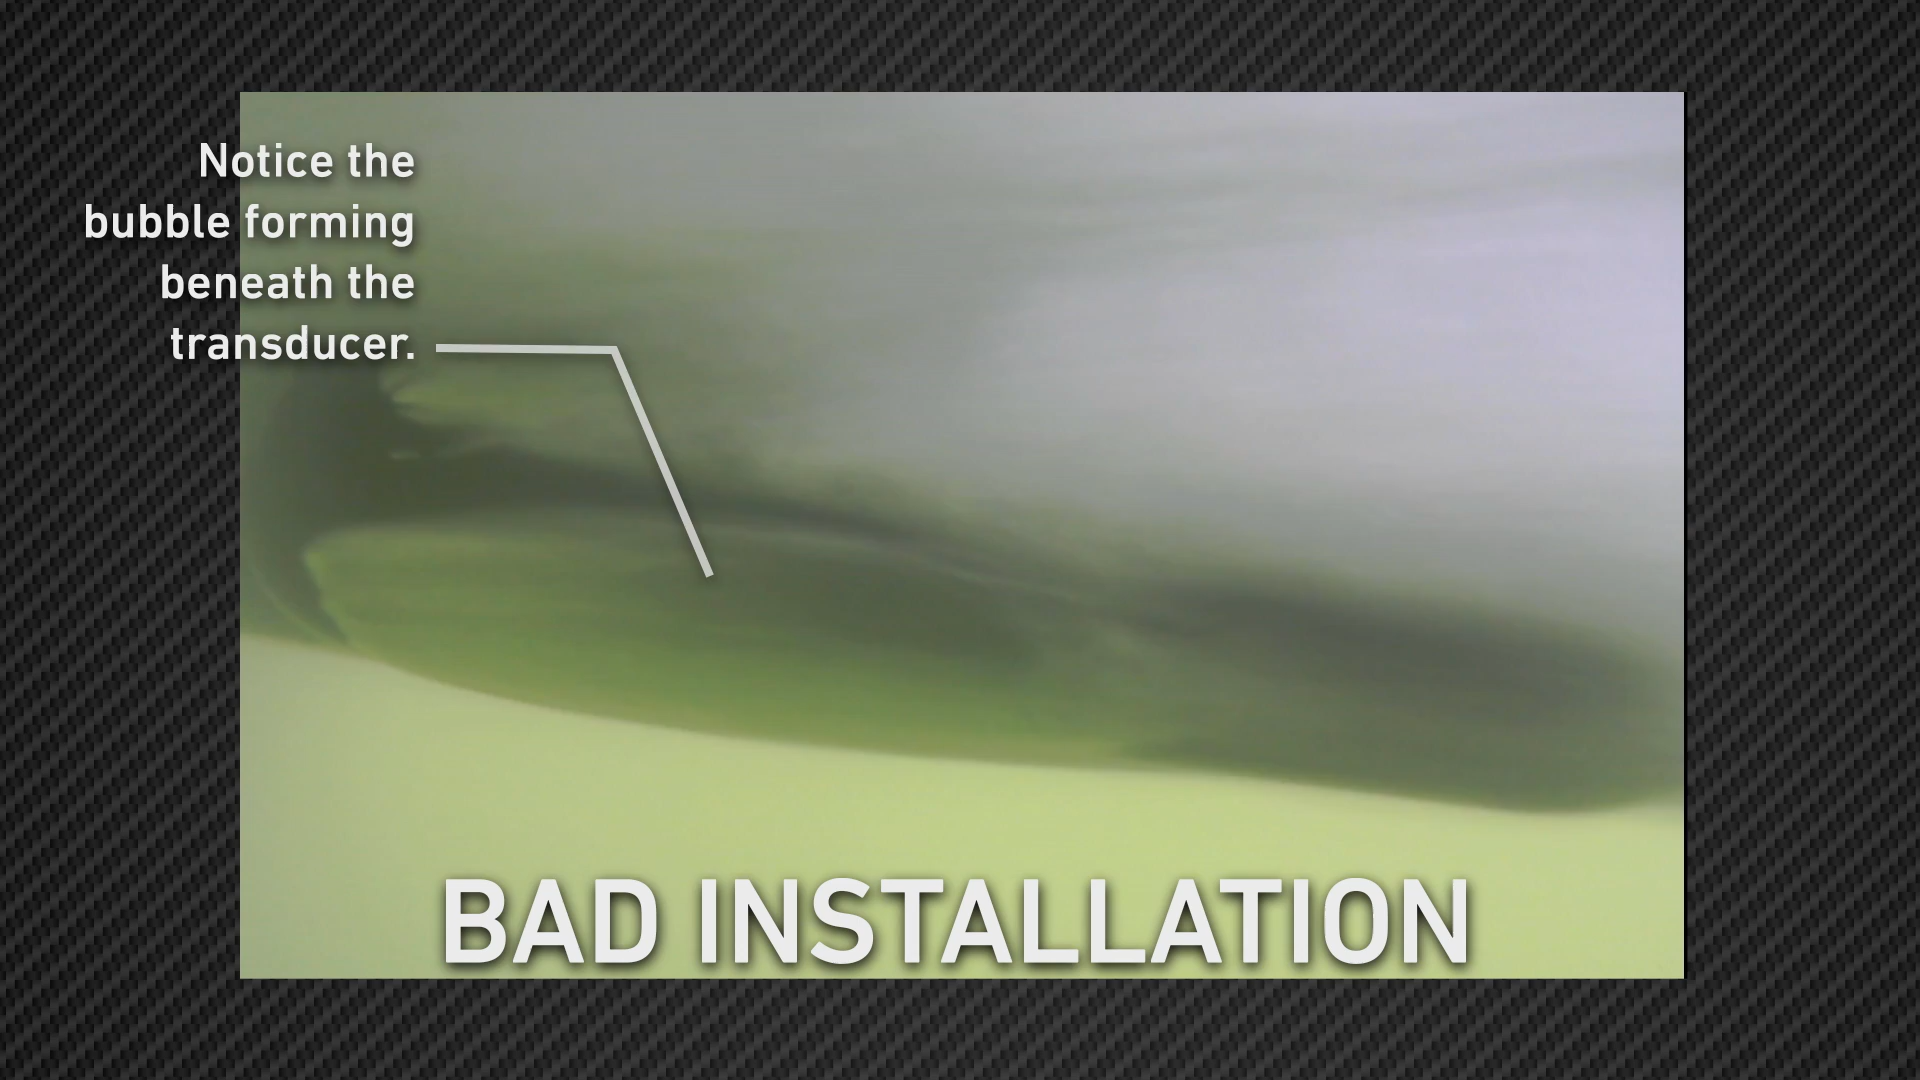 Notice the
bubble forming
beneath the
transducer.
BAD INSTALLATION